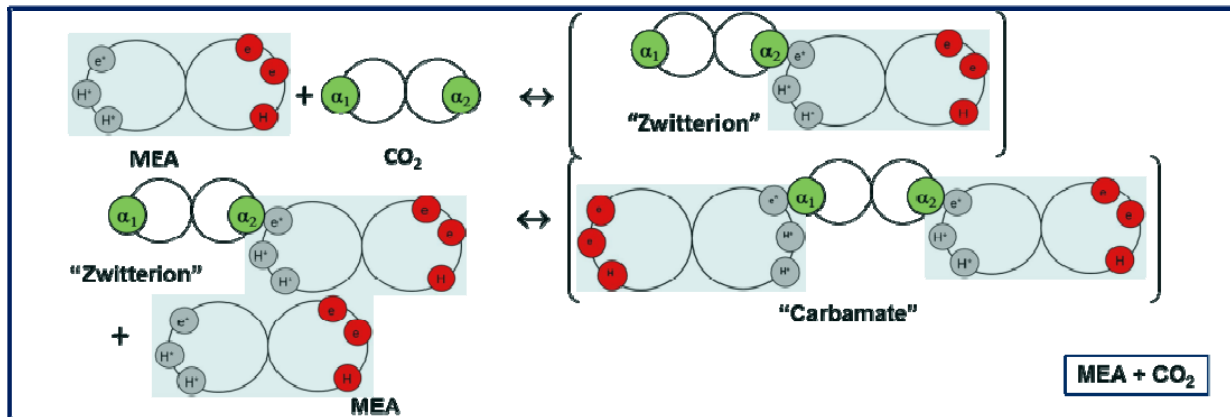 e⁻ H⁺ H⁺ e e H + α₁ α₂ ↔ α₁ α₂ e⁻ H⁺ H⁺ e e H
MEA CO₂ "Zwitterion"
α₁ α₂ e⁻ H⁺ H⁺ e e H ↔ e e H e⁻ H⁺ H⁺ α₁ α₂ e⁻ H⁺ H⁺ e e H
"Zwitterion"
"Carbamate"
+ e⁻ H⁺ H⁺ e e H
MEA
MEA + CO₂